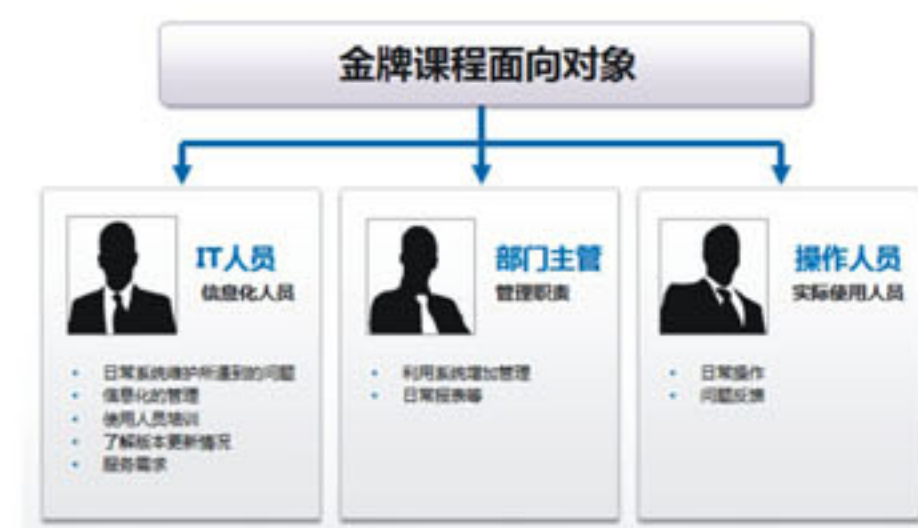 金牌课程面向对象
IT人员
信息化人员
日常系统维护所遇到的问题
信息化的管理
使用人员培训
了解版本更新情况
服务需求
部门主管
管理职责
利用系统增加管理
日常报表等
操作人员
实际使用人员
日常操作
问题反馈